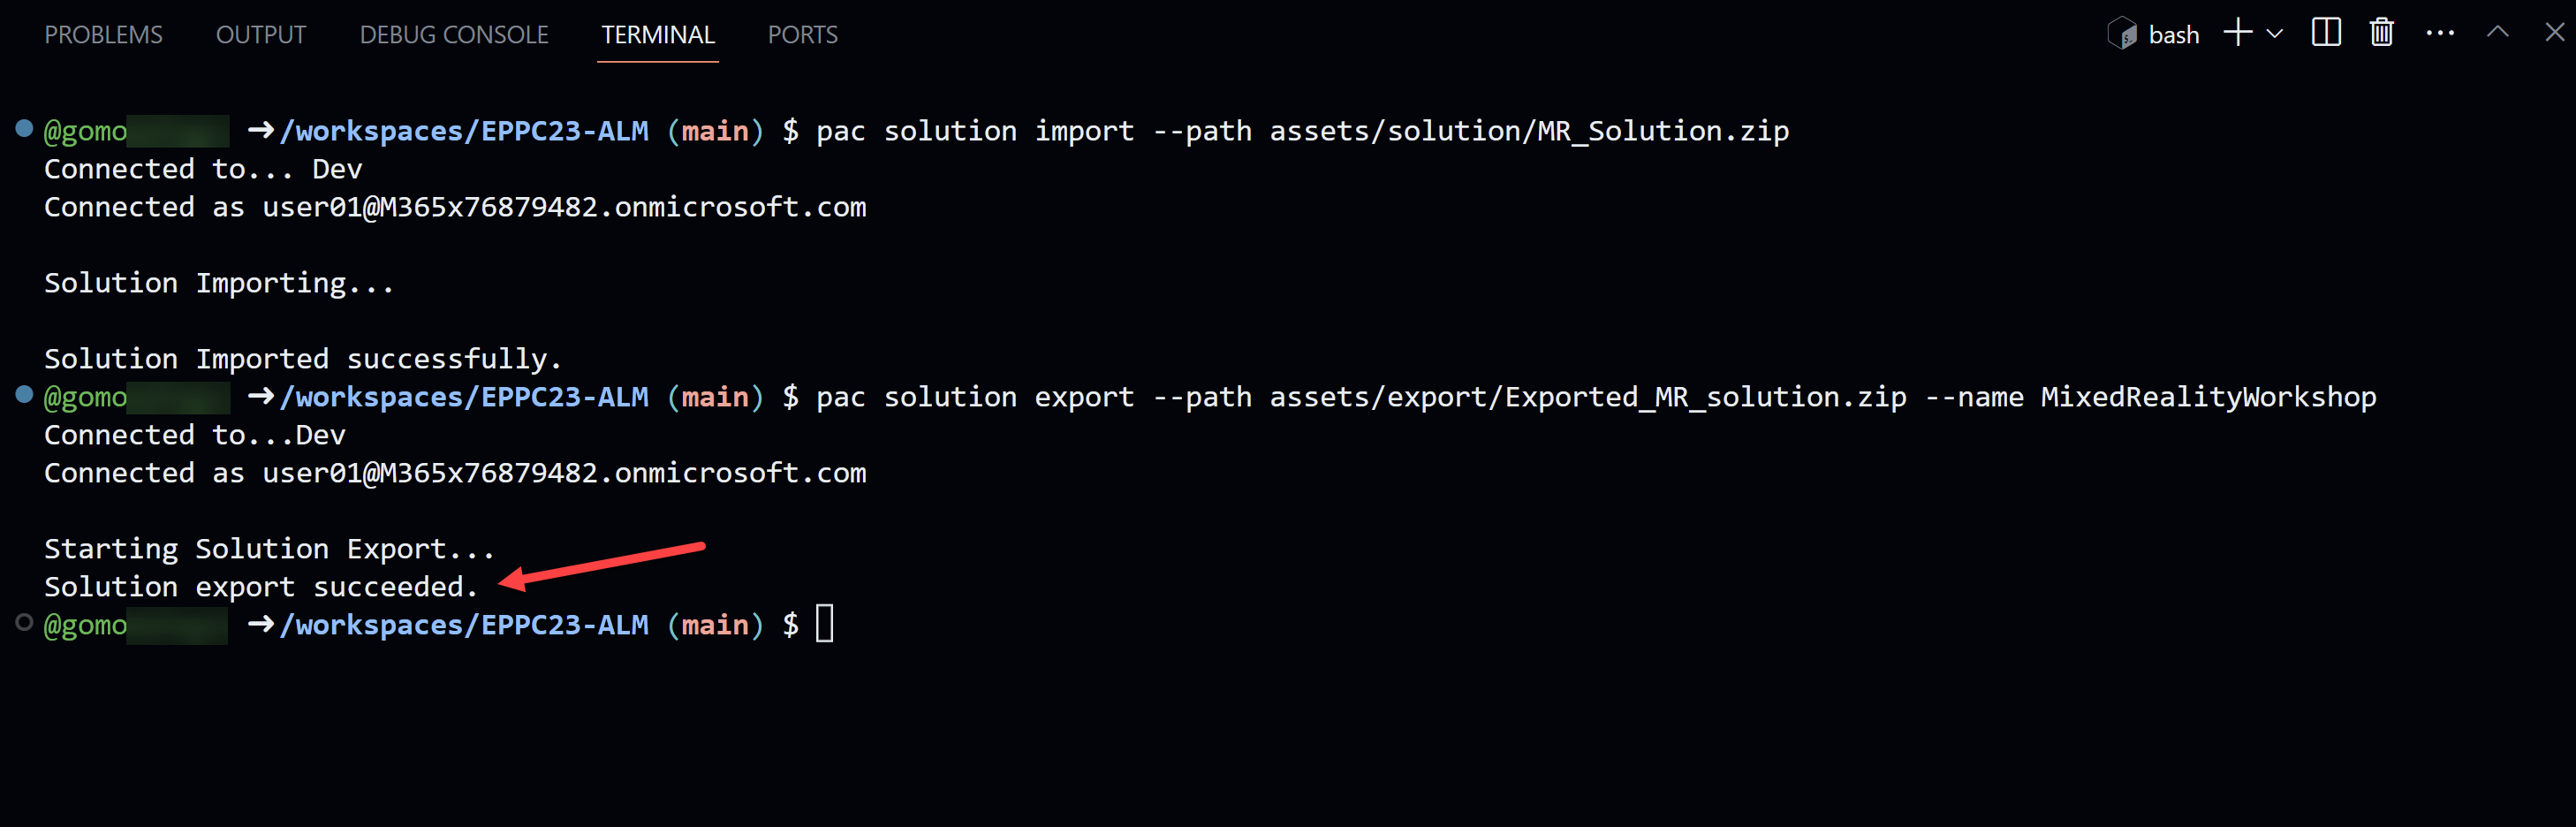 PROBLEMS OUTPUT DEBUG CONSOLE TERMINAL PORTS bash
@gomo ➜ /workspaces/EPPC23-ALM (main) $ pac solution import --path assets/solution/MR_Solution.zip
Connected to... Dev
Connected as user01@M365x76879482.onmicrosoft.com
Solution Importing...
Solution Imported successfully.
@gomo ➜ /workspaces/EPPC23-ALM (main) $ pac solution export --path assets/export/Exported_MR_solution.zip --name MixedRealityWorkshop
Connected to...Dev
Connected as user01@M365x76879482.onmicrosoft.com
Starting Solution Export...
Solution export succeeded.
@gomo ➜ /workspaces/EPPC23-ALM (main) $